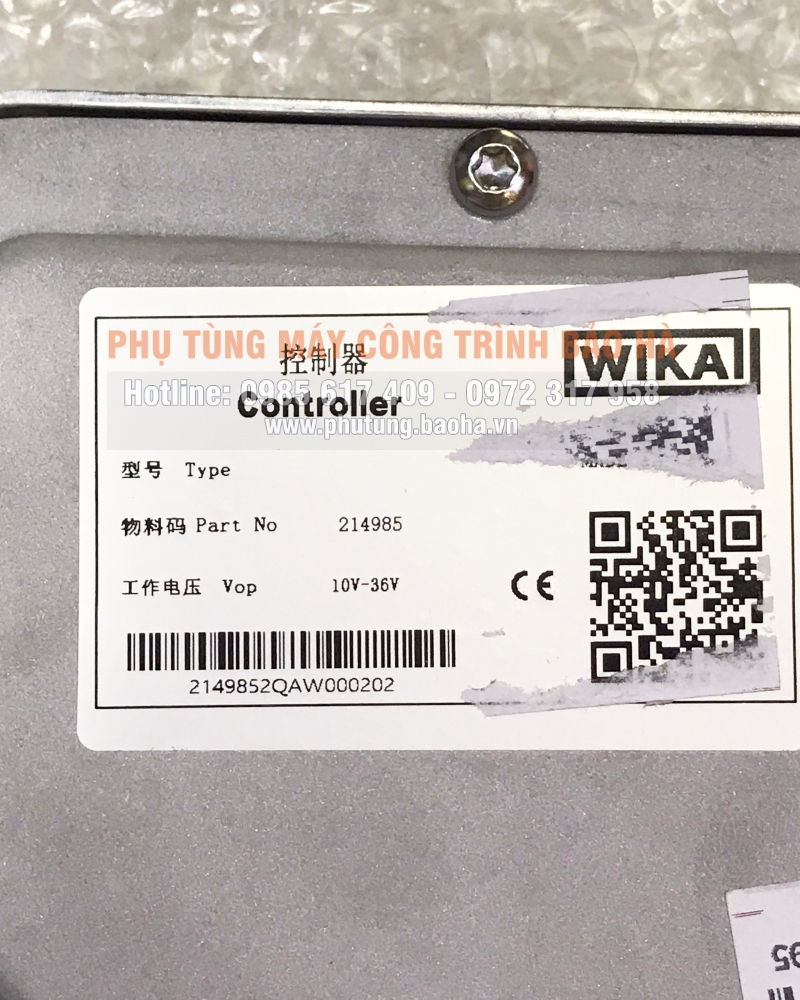 PHỤ TÙNG MÁY CÔNG TRÌNH BẢO HÀ
控制器
WIKA
Hotline: 0985 617 409 - 0972 317 958
Controller
www.phutung.baoha.vn
型号 Type
物料码 Part No 214985
工作电压 Vop 10V-36V
CE
2149852QAW000202
95